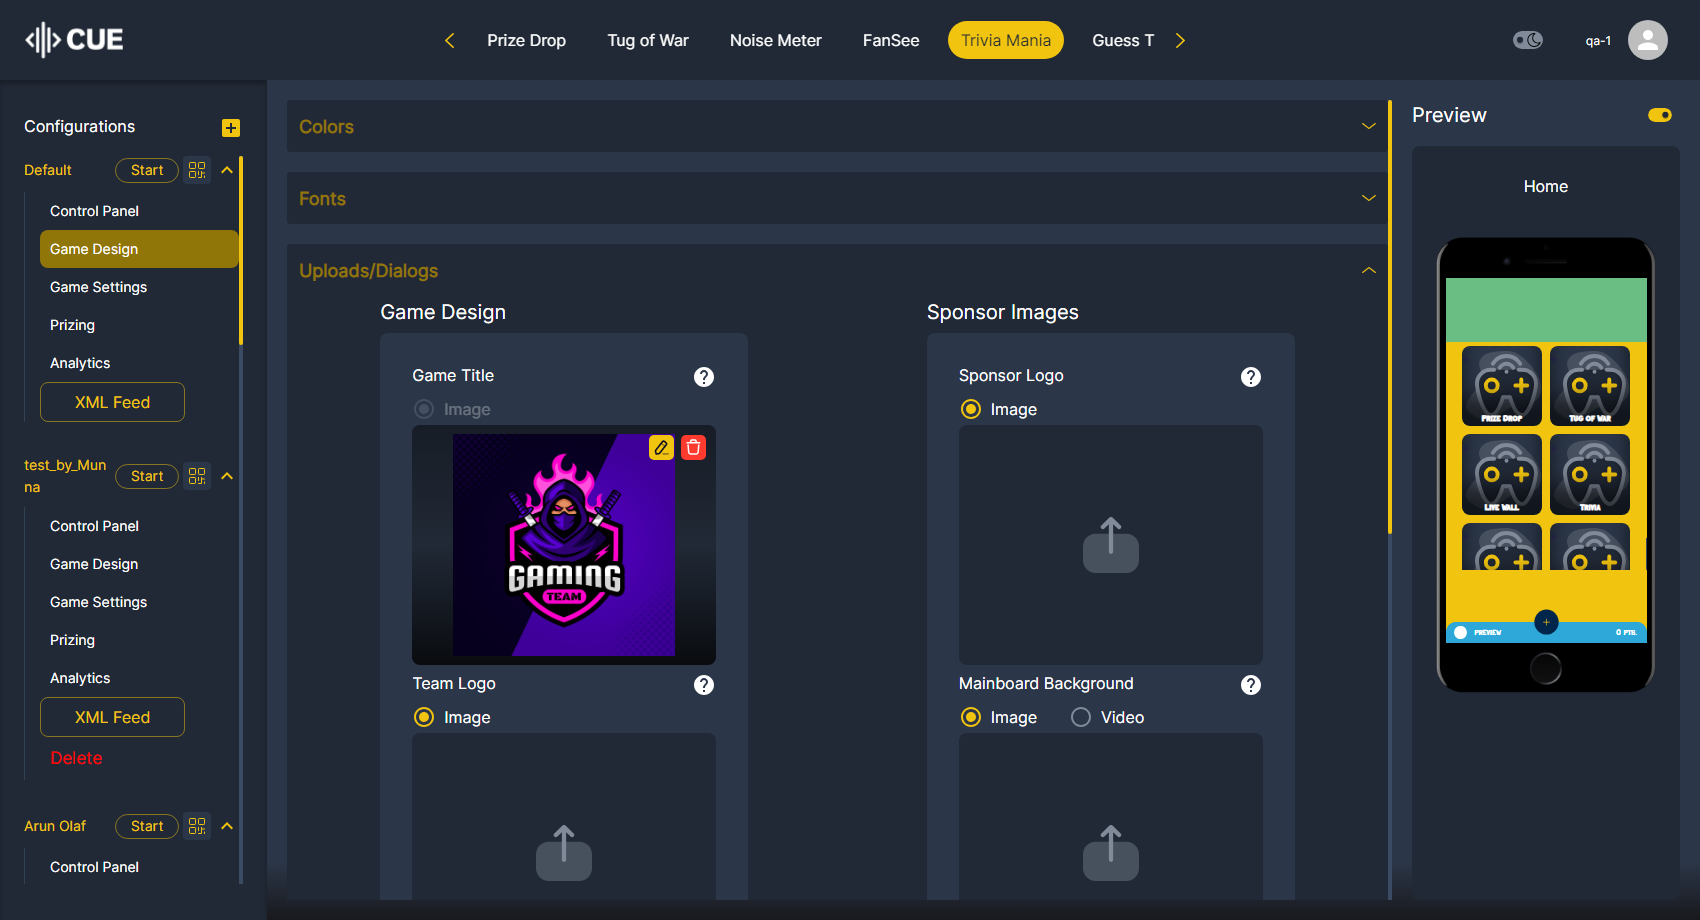 CUE
Prize Drop
Tug of War
Noise Meter
FanSee
Trivia Mania
Guess T
qa-1
Configurations
Default
Start
Control Panel
Game Design
Game Settings
Prizing
Analytics
XML Feed
test_by_Mun
na
Start
Control Panel
Game Design
Game Settings
Prizing
Analytics
XML Feed
Delete
Arun Olaf
Start
Control Panel
Colors
Fonts
Uploads/Dialogs
Game Design
Game Title
Image
GAMING
TEAM
Team Logo
Image
Sponsor Images
Sponsor Logo
Image
Mainboard Background
Image
Video
Preview
Home
PRIZE DROP
TUG OF WAR
LIVE WALL
TRIVIA
PREVIEW
0 PTS.